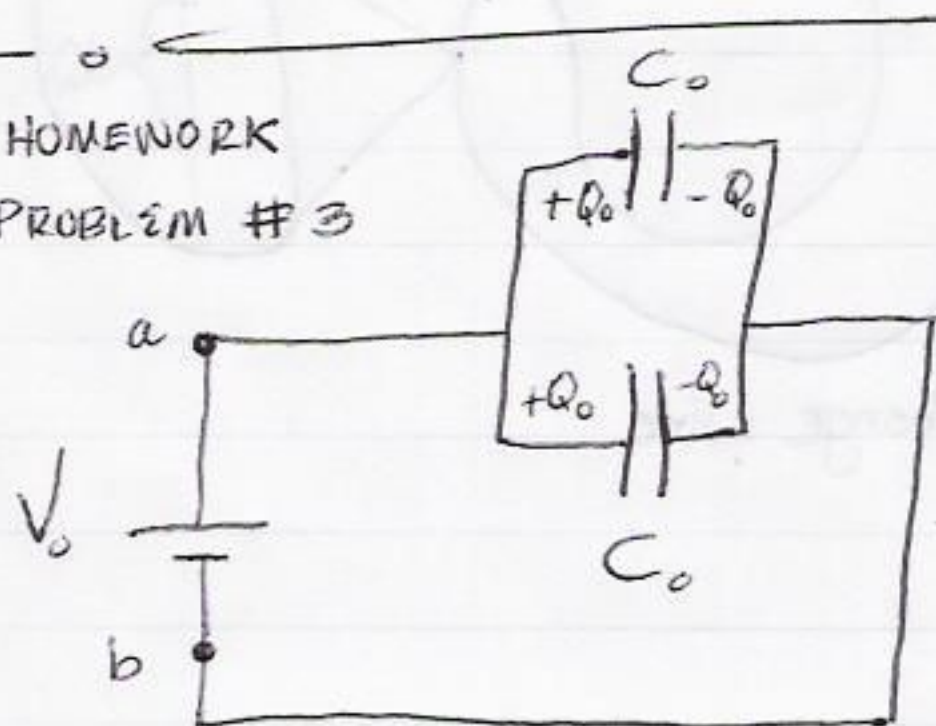 HOMEWORK
PROBLEM # 3
C₀
+Q₀ -Q₀
a
+Q₀ -Q₀
V₀
C₀
b